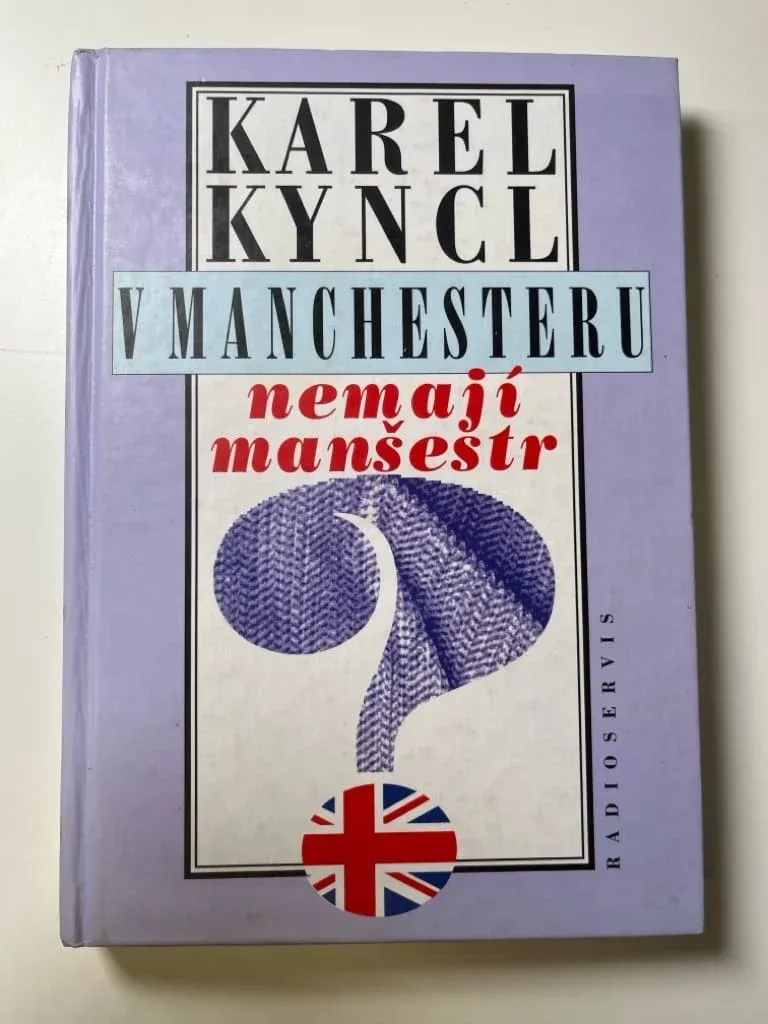 KAREL
KYNCL
V MANCHESTERU
nemají
manšestr
RADIOSERVIS